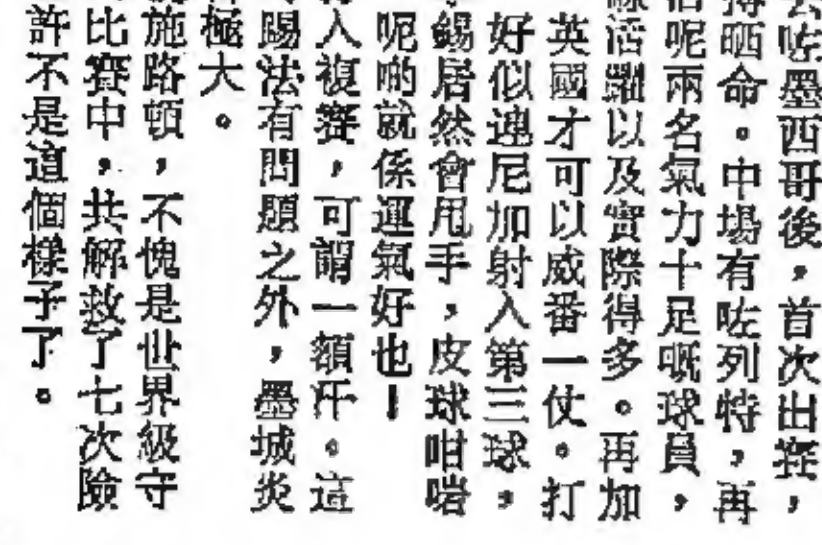 咗墨西哥後，首次出賽，
搏晒命。中場有咗列特，再
呢兩名氣力十足嘅球員，
活躍以及實際得多。再加
英國才可以威番一仗。打
好似連尼加射入第三球，
錫居然會甩手，皮球咁啱
呢啲就係運氣好也！
入複賽，可謂一額汗。這
踢法有問題之外，墨城炎
極大。
施路頓，不愧是世界級守
比賽中，共解救了七次險
許不是這個樣子了。